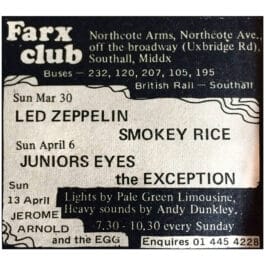 Farx club
Northcote Arms, Northcote Ave.,
off the broadway (Uxbridge Rd),
Southall, Middx
Buses - 232, 120, 207, 105, 195
British Rail - Southall
Sun Mar 30
LED ZEPPELIN
SMOKEY RICE
Sun April 6
JUNIORS EYES
the EXCEPTION
Sun
13 April
JEROME
ARNOLD
and the EGG
Lights by Pale Green Limousine,
Heavy sounds by Andy Dunkley,
7.30 - 10.30 every Sunday
Enquires 01 445 4228